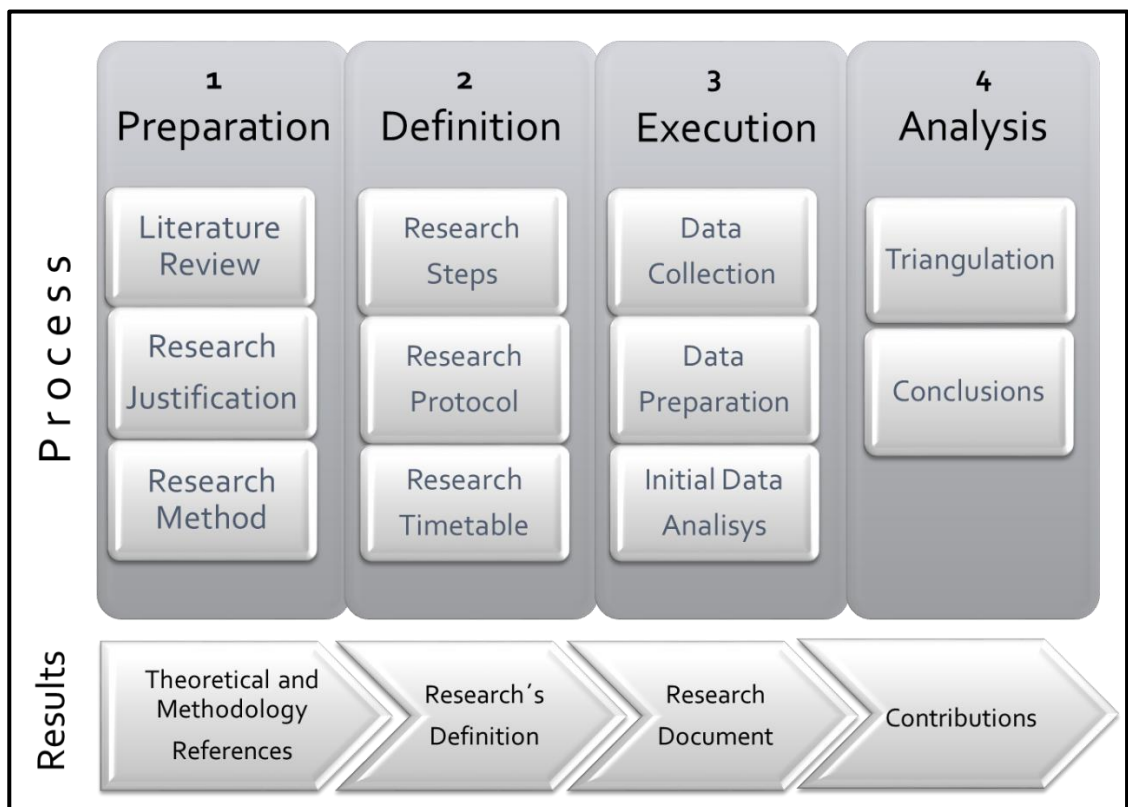 Process
1
Preparation
Literature
Review
Research
Justification
Research
Method
2
Definition
Research
Steps
Research
Protocol
Research
Timetable
3
Execution
Data
Collection
Data
Preparation
Initial Data
Analisys
4
Analysis
Triangulation
Conclusions
Results
Theoretical and
Methodology
References
Research´s
Definition
Research
Document
Contributions